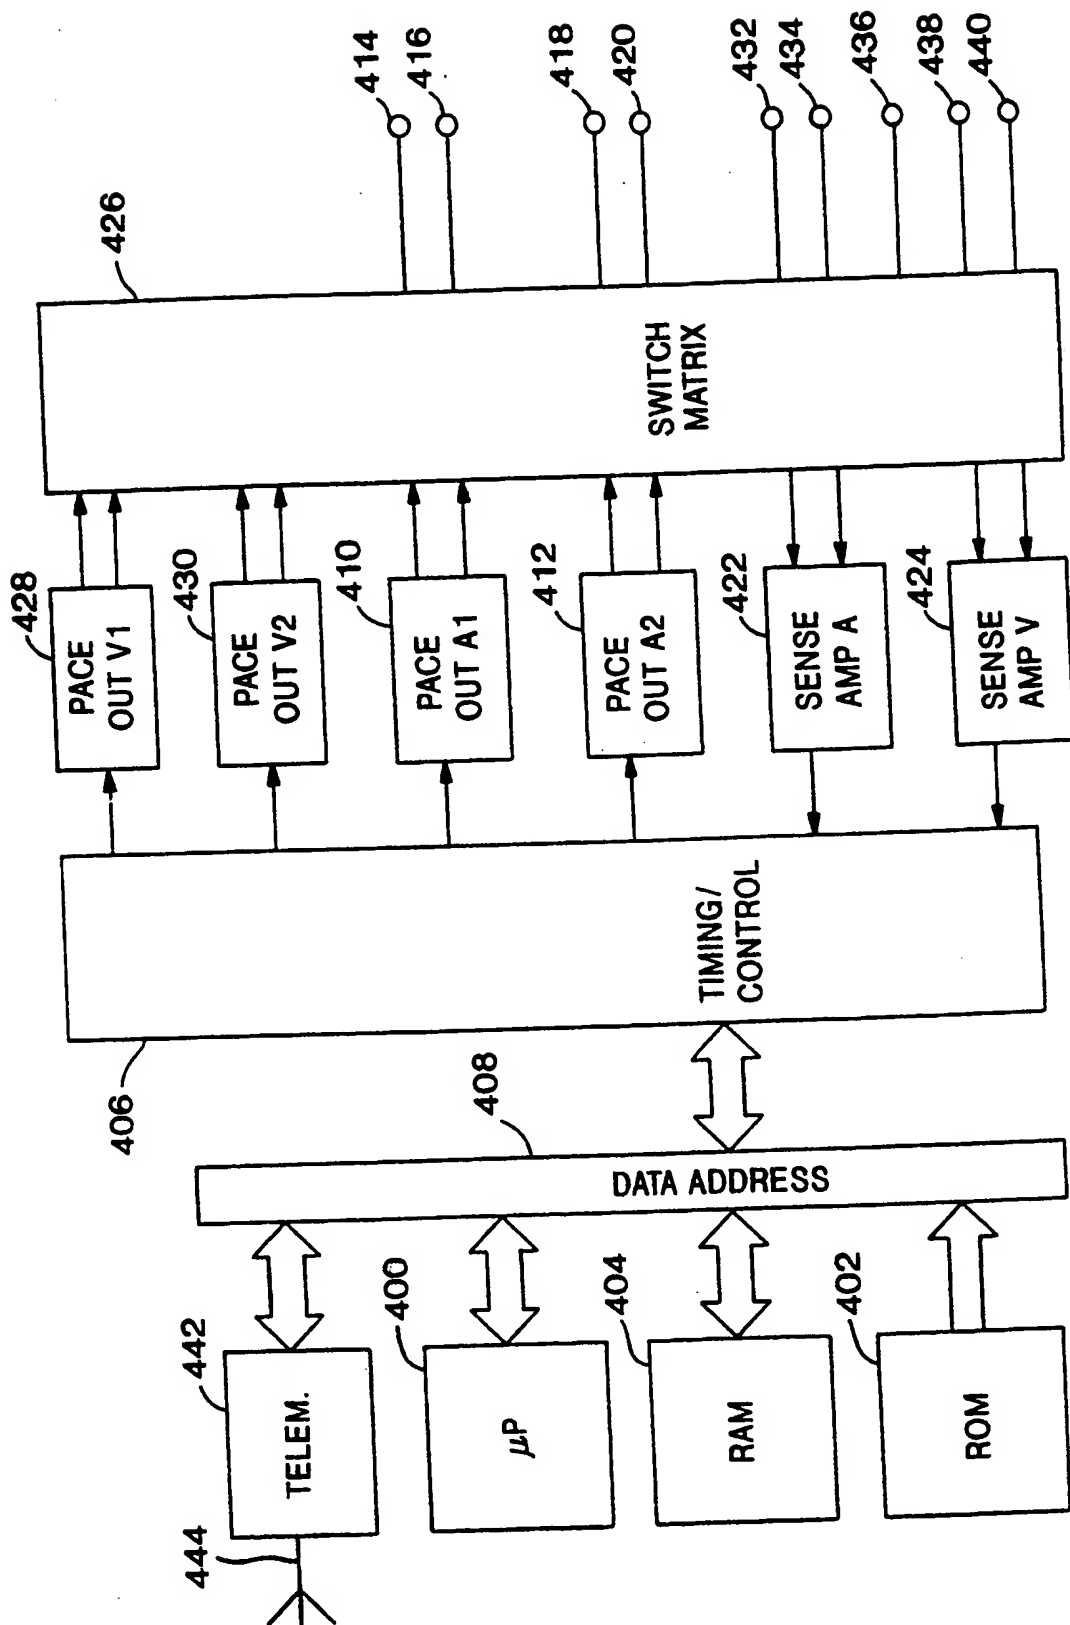 414
416
418
420
432
434
436
438
440
426
SWITCH
MATRIX
428
PACE
OUT V1
430
PACE
OUT V2
410
PACE
OUT A1
412
PACE
OUT A2
422
SENSE
AMP A
424
SENSE
AMP V
406
TIMING/
CONTROL
408
DATA ADDRESS
442
TELEM.
444
400
μP
404
RAM
402
ROM